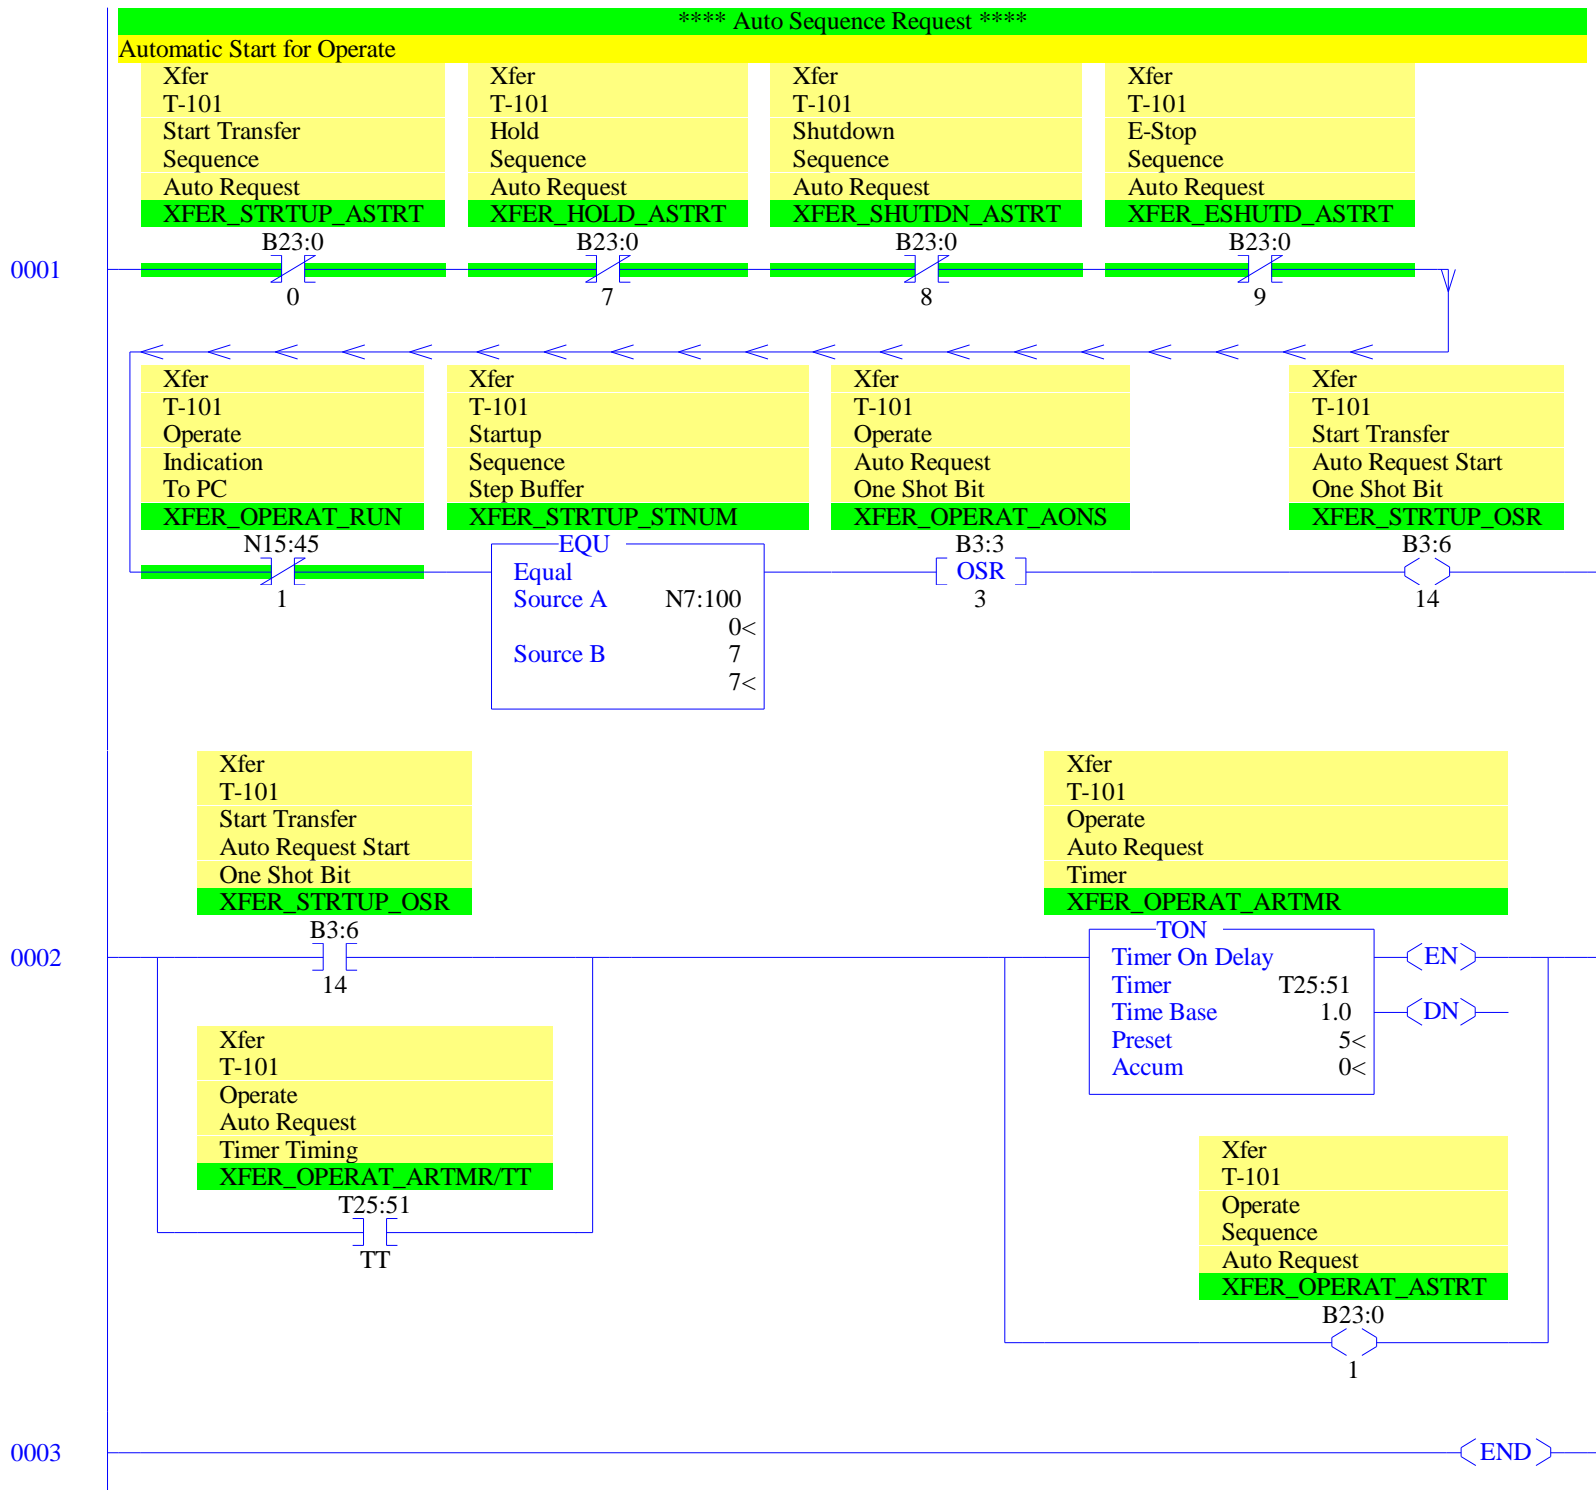 **** Auto Sequence Request ****
Automatic Start for Operate
Xfer
T-101
Start Transfer
Sequence
Auto Request
XFER_STRTUP_ASTRT
B23:0
0
Xfer
T-101
Hold
Sequence
Auto Request
XFER_HOLD_ASTRT
B23:0
7
Xfer
T-101
Shutdown
Sequence
Auto Request
XFER_SHUTDN_ASTRT
B23:0
8
Xfer
T-101
E-Stop
Sequence
Auto Request
XFER_ESHUTD_ASTRT
B23:0
9
0001
Xfer
T-101
Operate
Indication
To PC
XFER_OPERAT_RUN
N15:45
1
Xfer
T-101
Startup
Sequence
Step Buffer
XFER_STRTUP_STNUM
EQU
Equal
Source A N7:100
0<
Source B 7
7<
Xfer
T-101
Operate
Auto Request
One Shot Bit
XFER_OPERAT_AONS
B3:3
OSR
3
Xfer
T-101
Start Transfer
Auto Request Start
One Shot Bit
XFER_STRTUP_OSR
B3:6
14
0002
Xfer
T-101
Start Transfer
Auto Request Start
One Shot Bit
XFER_STRTUP_OSR
B3:6
14
Xfer
T-101
Operate
Auto Request
Timer Timing
XFER_OPERAT_ARTMR/TT
T25:51
TT
Xfer
T-101
Operate
Auto Request
Timer
XFER_OPERAT_ARTMR
TON
Timer On Delay
Timer T25:51
Time Base 1.0
Preset 5<
Accum 0<
EN
DN
Xfer
T-101
Operate
Sequence
Auto Request
XFER_OPERAT_ASTRT
B23:0
1
0003
END